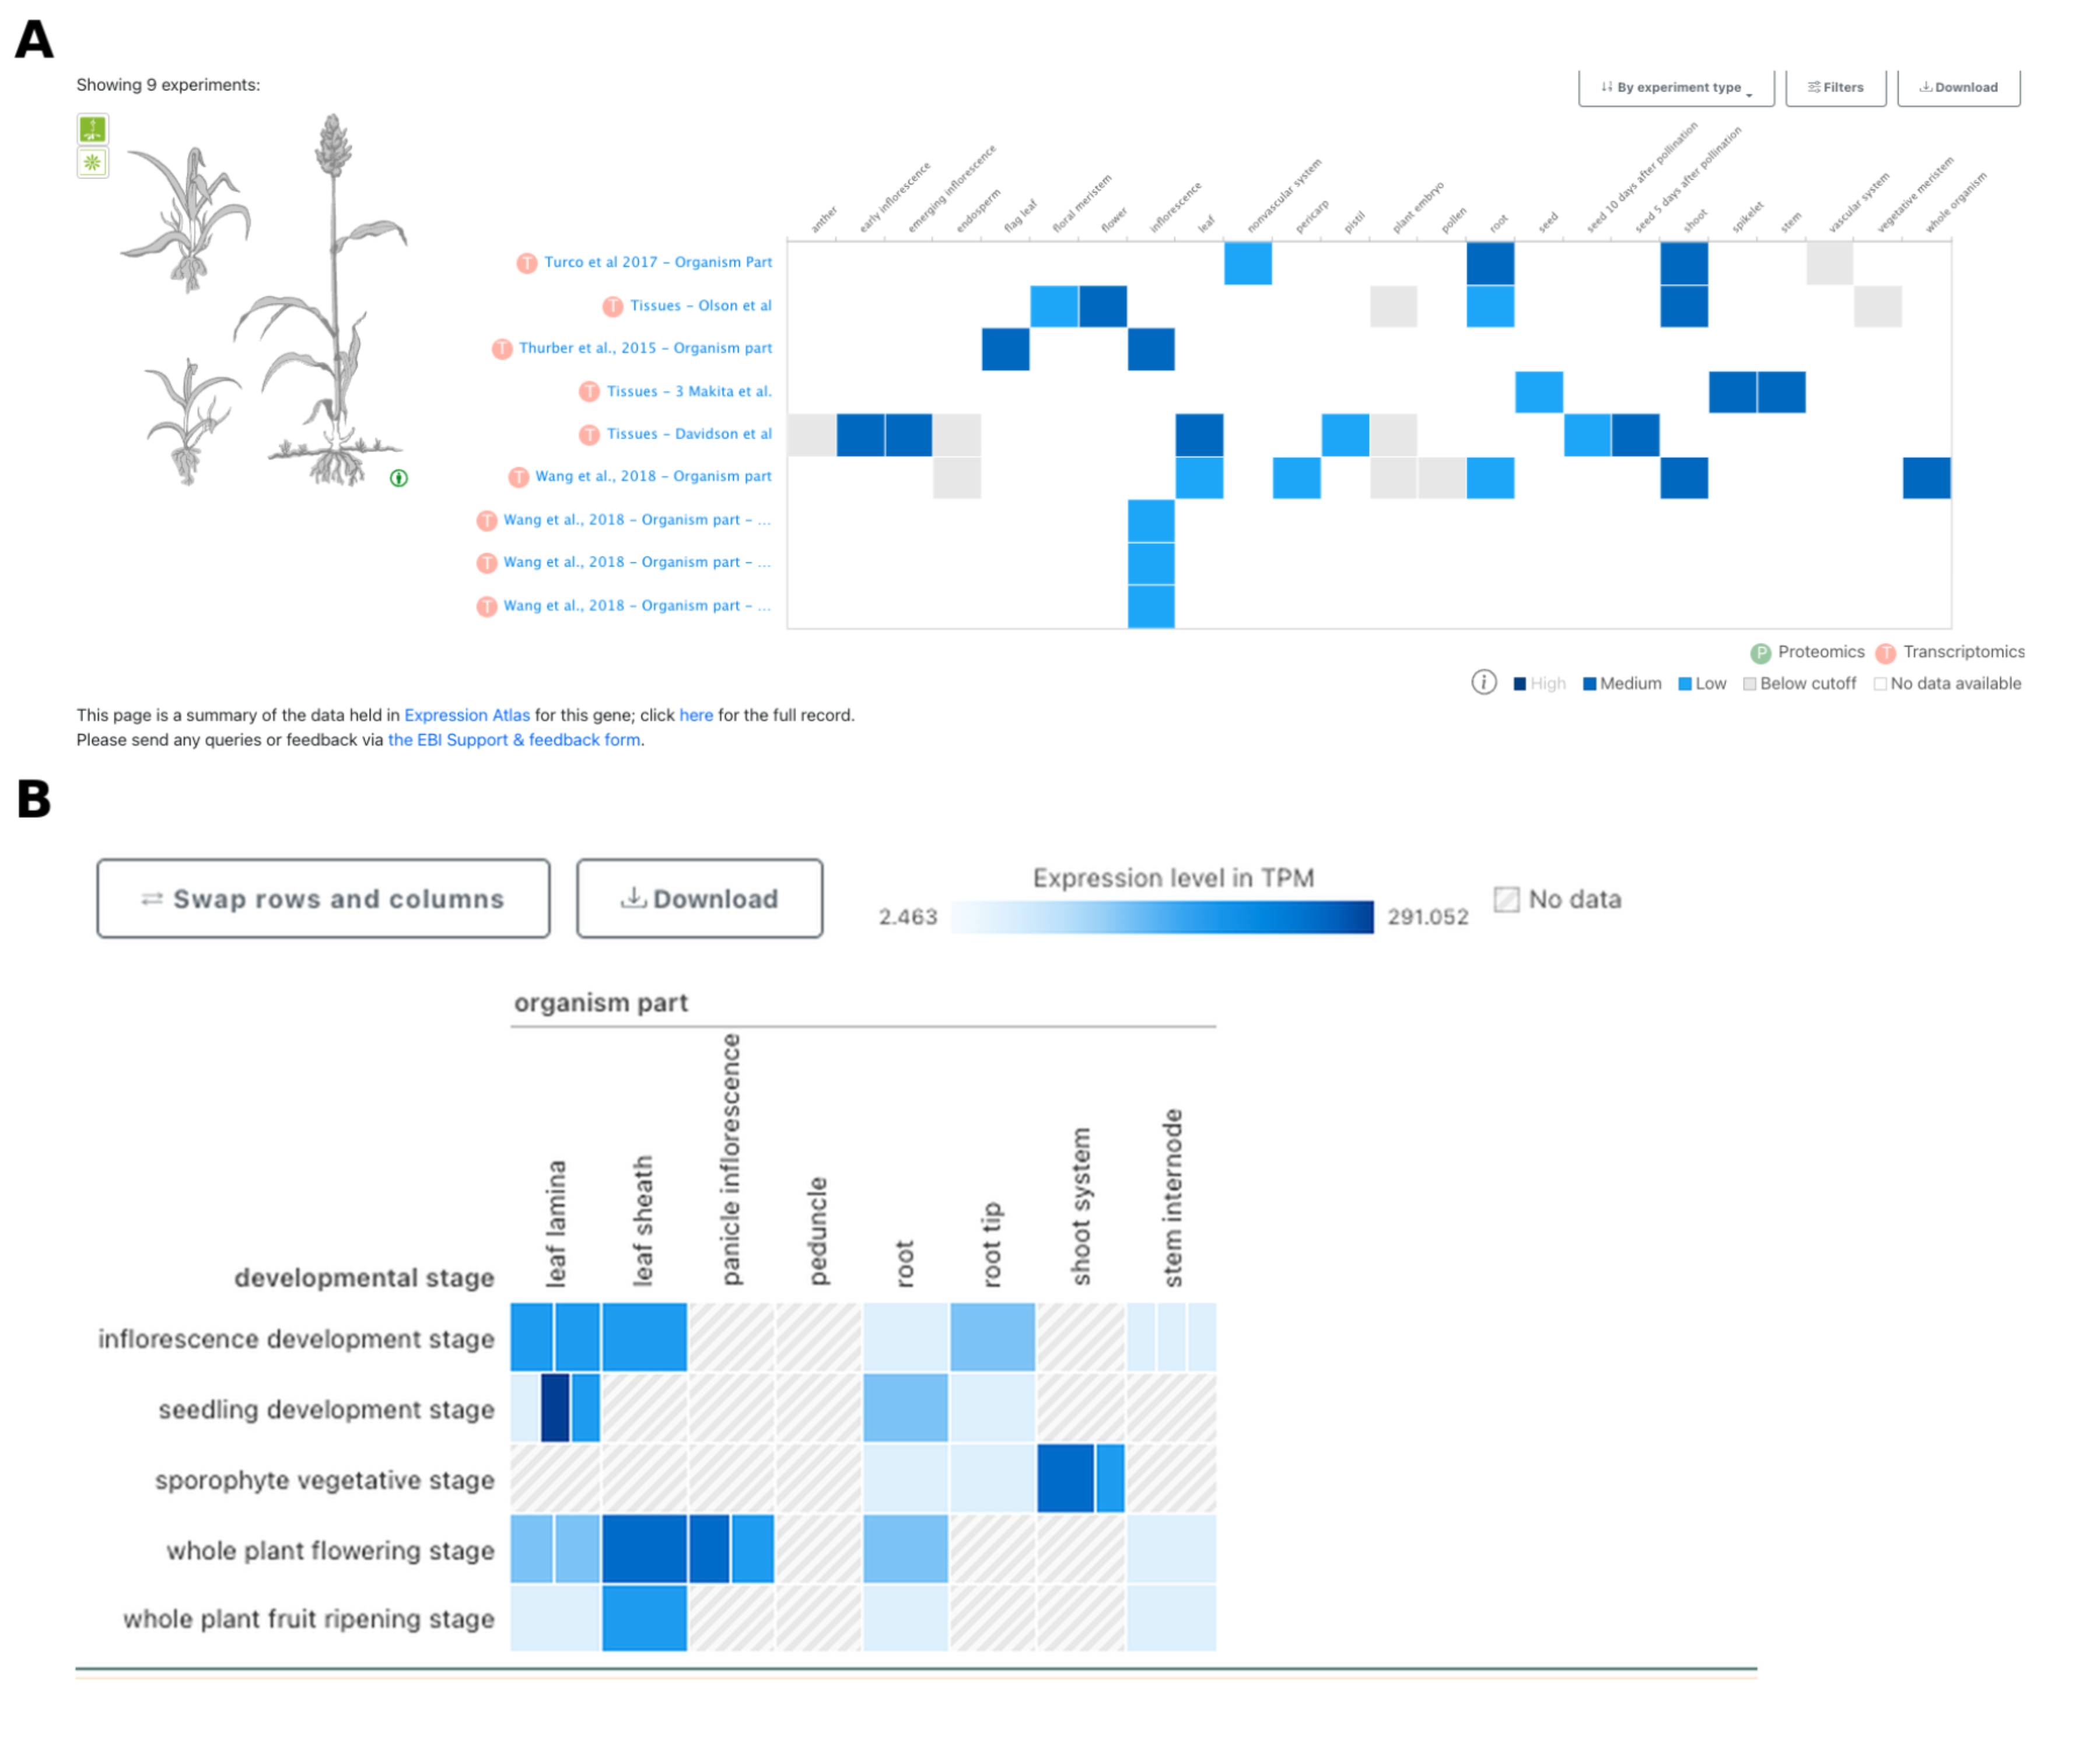 A
Showing 9 experiments:
By experiment type
Filters
Download
anther
early inflorescence
emerging inflorescence
endosperm
flag leaf
floral meristem
flower
inflorescence
leaf
nonvascular system
pericarp
pistil
plant embryo
pollen
root
seed
seed 10 days after pollination
seed 5 days after pollination
shoot
spikelet
stem
vascular system
vegetative meristem
whole organism
T Turco et al 2017 – Organism Part
T Tissues – Olson et al
T Thurber et al., 2015 – Organism part
T Tissues – 3 Makita et al.
T Tissues – Davidson et al
T Wang et al., 2018 – Organism part
T Wang et al., 2018 – Organism part – ...
T Wang et al., 2018 – Organism part – ...
T Wang et al., 2018 – Organism part – ...
P Proteomics T Transcriptomics
i High Medium Low Below cutoff No data available
This page is a summary of the data held in Expression Atlas for this gene; click here for the full record.
Please send any queries or feedback via the EBI Support & feedback form.
B
Swap rows and columns
Download
Expression level in TPM
2.463
291.052
No data
organism part
leaf lamina
leaf sheath
panicle inflorescence
peduncle
root
root tip
shoot system
stem internode
developmental stage
inflorescence development stage
seedling development stage
sporophyte vegetative stage
whole plant flowering stage
whole plant fruit ripening stage